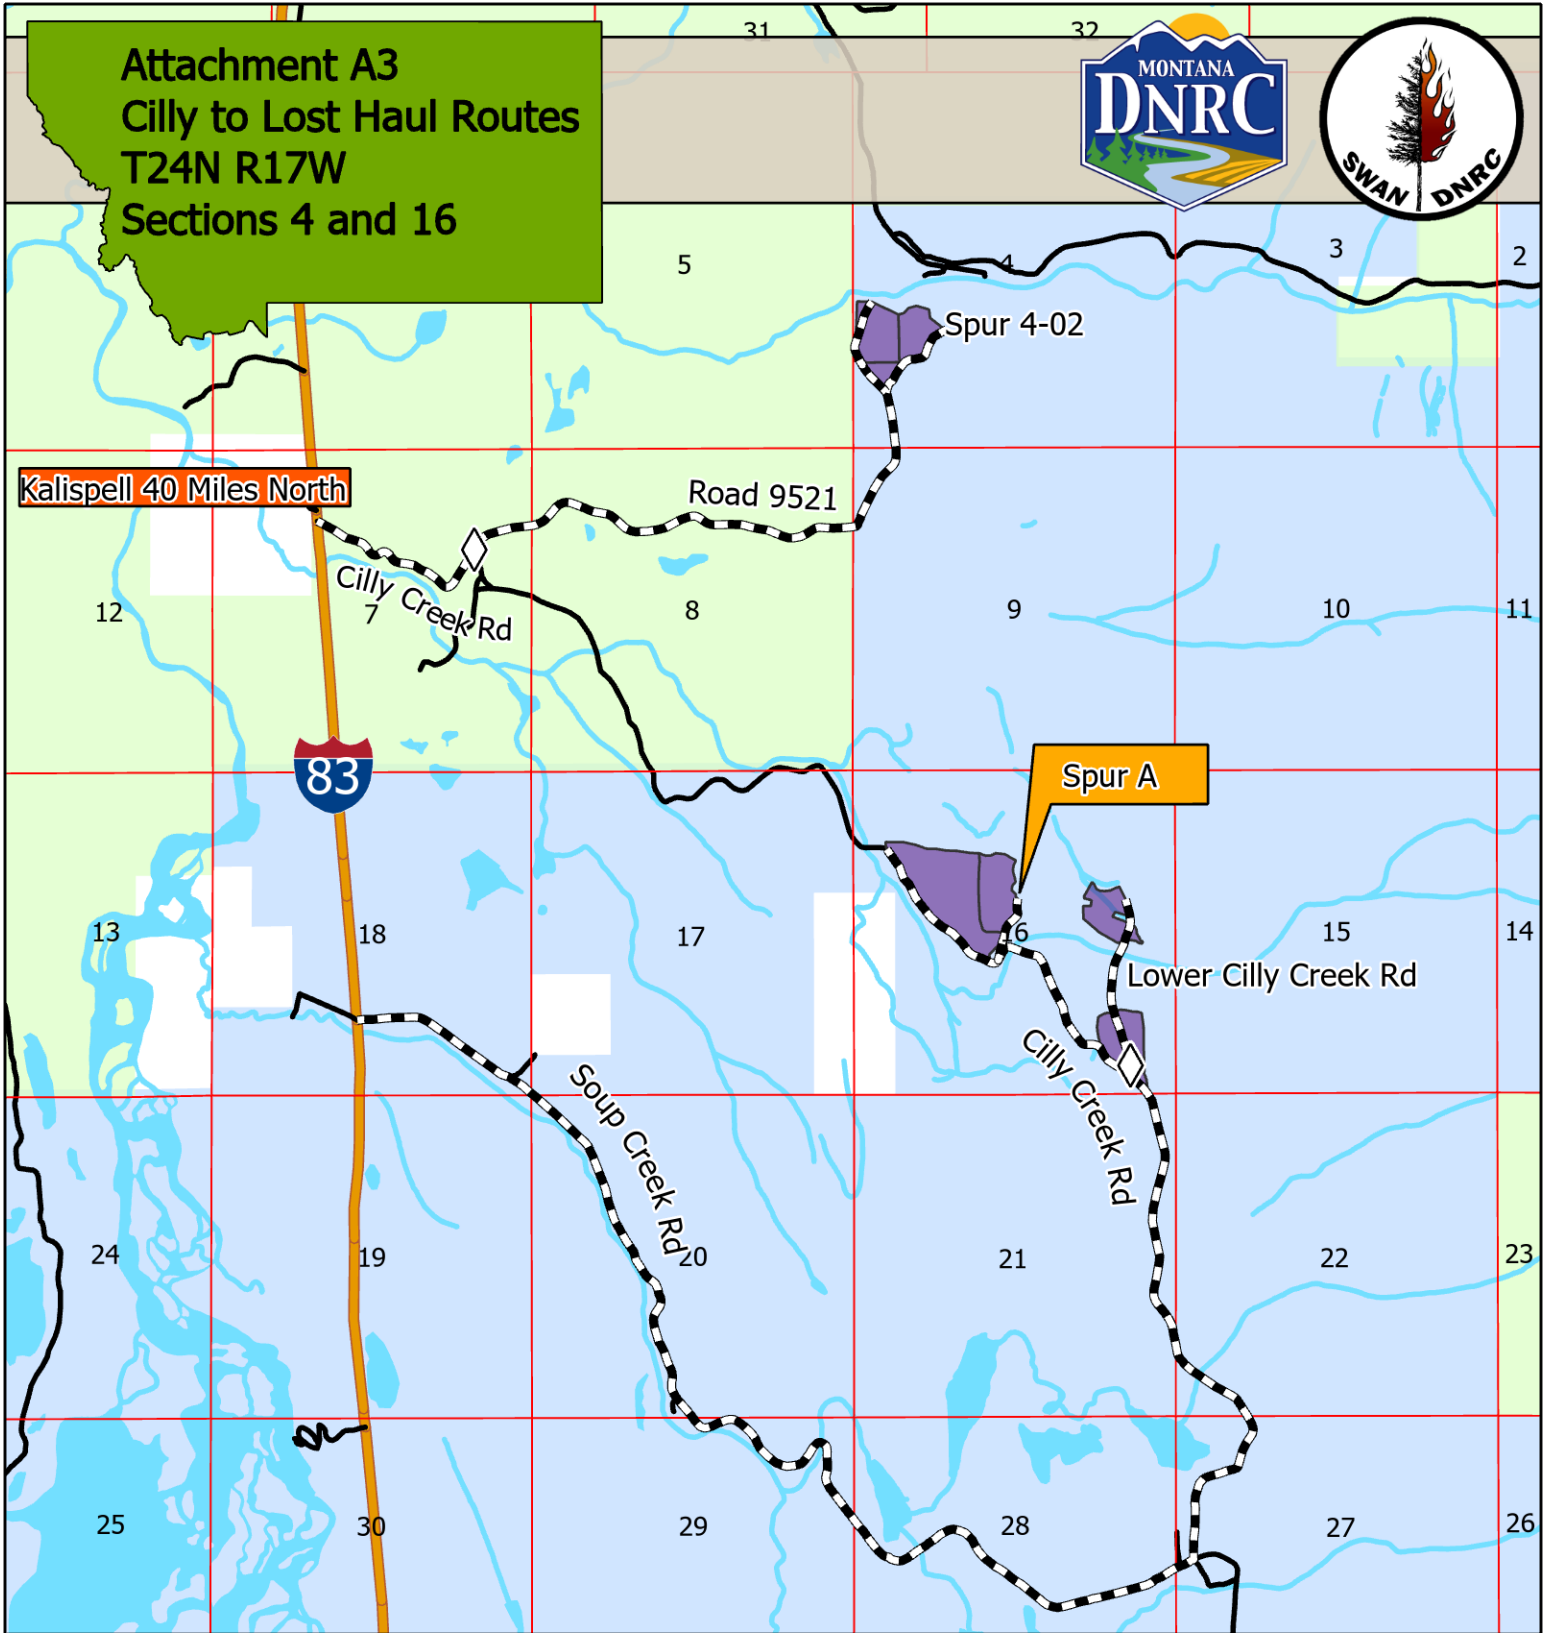 31
32
Attachment A3
Cilly to Lost Haul Routes
T24N R17W
Sections 4 and 16
MONTANA
DNRC
SWAN DNRC
5
4
3
2
Spur 4-02
Kalispell 40 Miles North
Road 9521
Cilly Creek Rd
12
7
8
9
10
11
83
Spur A
13
18
17
16
15
14
Lower Cilly Creek Rd
Cilly Creek Rd
Soup Creek Rd
24
19
20
21
22
23
25
30
29
28
27
26